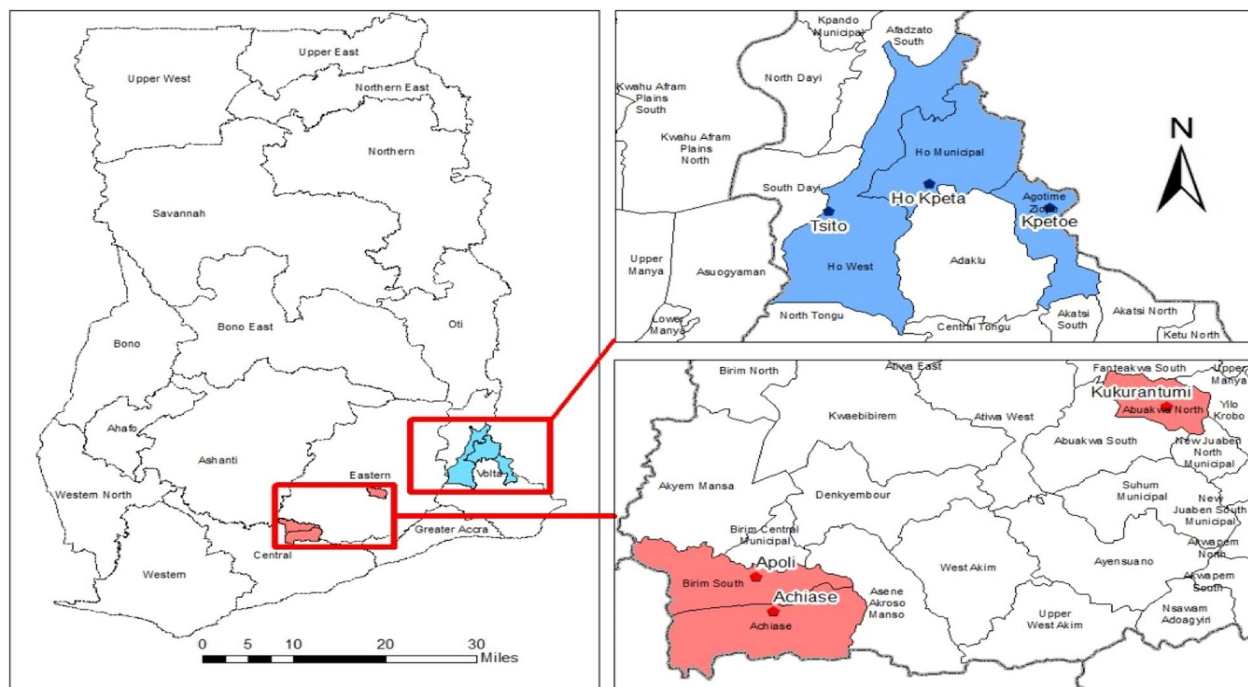 Upper East
Upper West
Northern East
Northern
Savannah
Bono East
Oti
Bono
Ahafo
Ashanti
Eastern
Volta
Western North
Greater Accra
Central
Western
0 5 10 20 30
Miles
Kpando
Municipal
Afadzato
South
North Dayi
Kwahu Afram
Plains
South
Kwahu Afram
Plains
North
Ho Municipal
N
South Dayi
Ho Kpeta
Agotime
Kpetoe
Tsito
Upper
Manya
Asuogyaman
Ho West
Adaklu
Lower
Manya
North Tongu
Central Tongu
Akatsi
South
Akatsi North
Ketu North
Birim North
Atiwa East
Fanteakwa South
Upper
Manya
Kukurantumi
Abuakwa North
Yilo
Krobo
Kwaebibirem
Atiwa West
Abuakwa South
New Juaben
North
Municipal
Akyem Mansa
Denkyembour
Suhum
Municipal
New
Juaben South
Municipal
Birim Central
Municipal
Akwapem
North
Apoli
Birim South
West Akim
Ayensuano
Akwapem
South
Achiase
Achiase
Asene
Akroso
Manso
Upper
West Akim
Nsawam
Adoagyiri